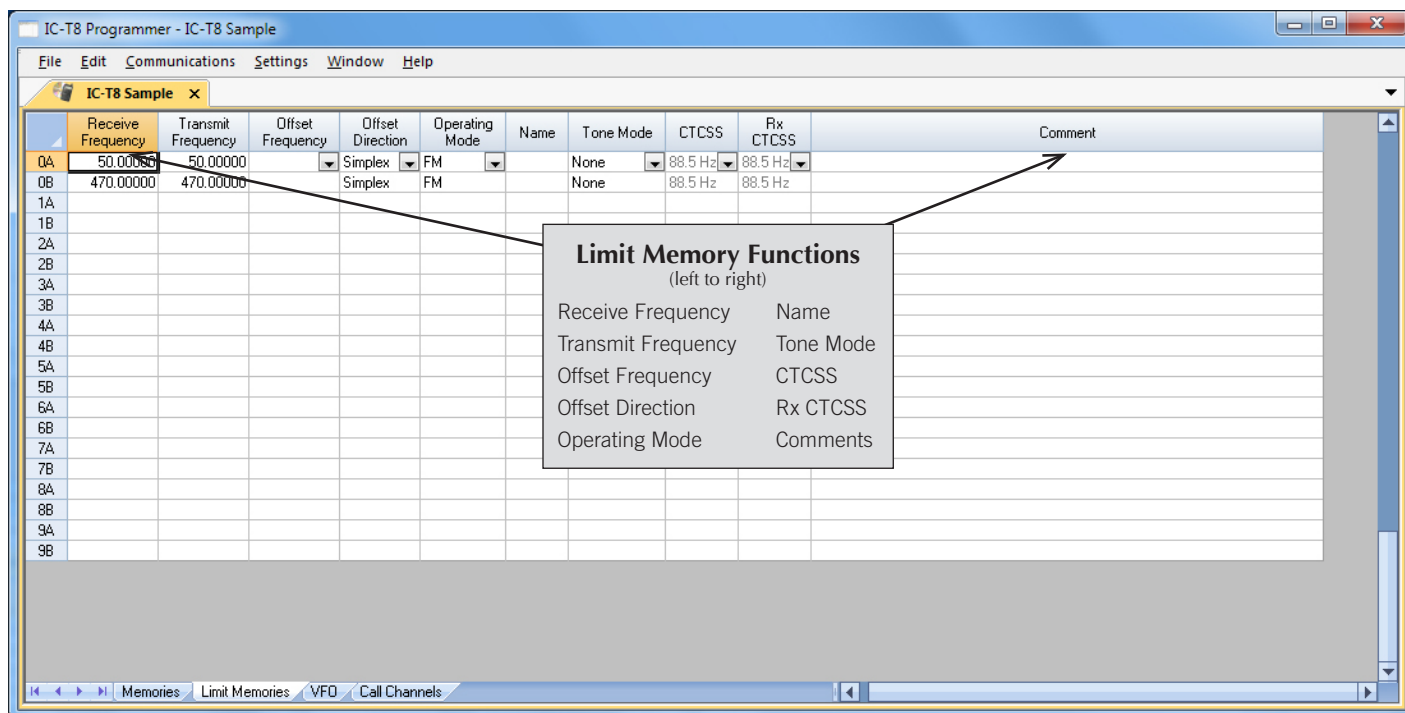 IC-T8 Programmer - IC-T8 Sample
File Edit Communications Settings Window Help
IC-T8 Sample x
Receive Frequency Transmit Frequency Offset Frequency Offset Direction Operating Mode Name Tone Mode CTCSS Rx CTCSS Comment
0A 50.00000 50.00000 Simplex FM None 88.5 Hz 88.5 Hz
0B 470.00000 470.00000 Simplex FM None 88.5 Hz 88.5 Hz
1A
1B
2A
2B
3A
3B
4A
4B
5A
5B
6A
6B
7A
7B
8A
8B
9A
9B
Limit Memory Functions
(left to right)
Receive Frequency Name
Transmit Frequency Tone Mode
Offset Frequency CTCSS
Offset Direction Rx CTCSS
Operating Mode Comments
Memories Limit Memories VFO Call Channels